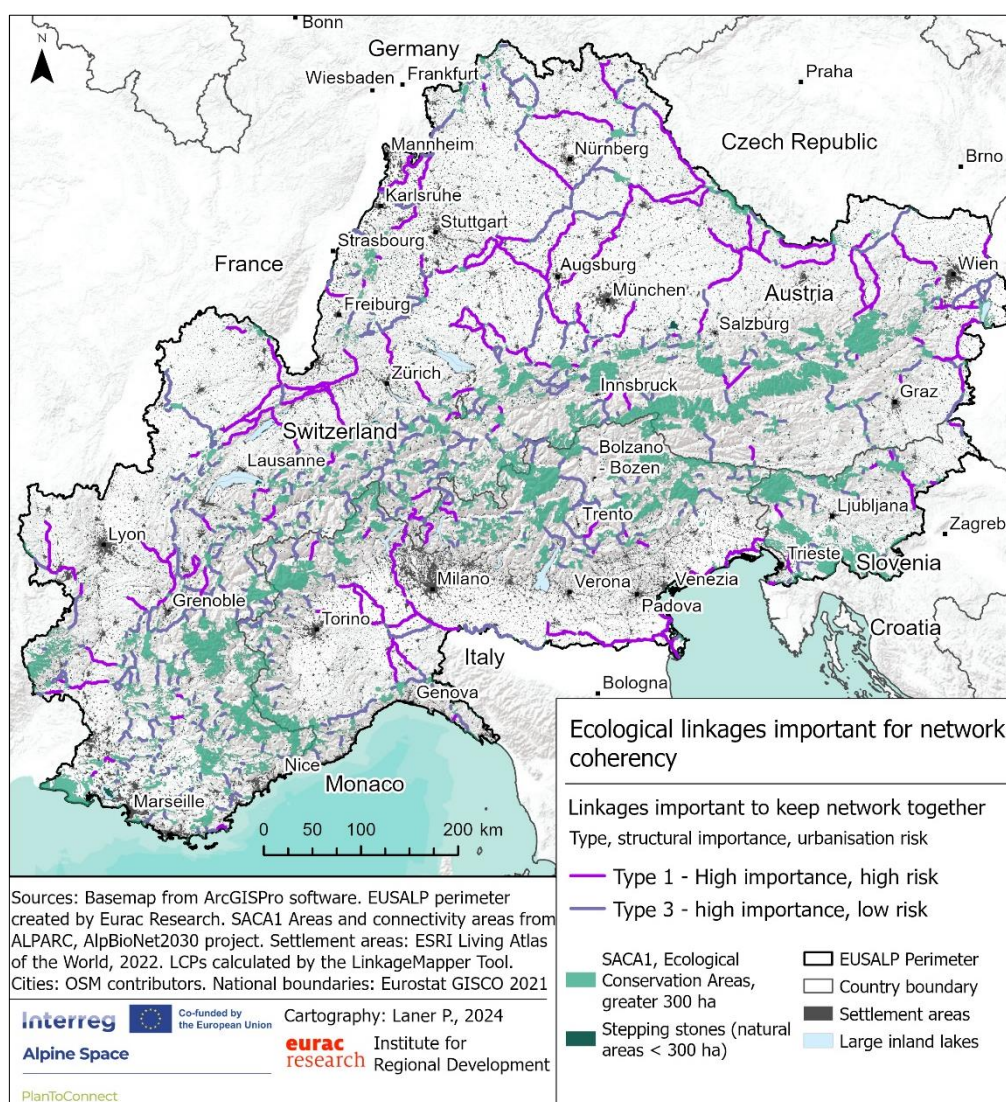 N
Bonn
Germany
Wiesbaden
Frankfurt
Praha
Czech Republic
Brno
Mannheim
Nürnberg
Karlsruhe
Stuttgart
Strasbourg
France
Augsburg
Wien
München
Austria
Freiburg
Salzburg
Zürich
Innsbruck
Graz
Switzerland
Bolzano
- Bozen
Lausanne
Ljubljana
Trento
Zagreb
Lyon
Trieste
Slovenia
Milano
Verona
Venezia
Grenoble
Padova
Torino
Croatia
Italy
Bologna
Genova
Nice
Monaco
Marseille
0 50 100 200 km
Ecological linkages important for network
coherency
Linkages important to keep network together
Type, structural importance, urbanisation risk
Type 1 - High importance, high risk
Type 3 - high importance, low risk
SACA1, Ecological
Conservation Areas,
greater 300 ha
Stepping stones (natural
areas < 300 ha)
EUSALP Perimeter
Country boundary
Settlement areas
Large inland lakes
Sources: Basemap from ArcGISPro software. EUSALP perimeter
created by Eurac Research. SACA1 Areas and connectivity areas from
ALPARC, AlpBioNet2030 project. Settlement areas: ESRI Living Atlas
of the World, 2022. LCPs calculated by the LinkageMapper Tool.
Cities: OSM contributors. National boundaries: Eurostat GISCO 2021
Interreg
Co-funded by
the European Union
Alpine Space
PlanToConnect
Cartography: Laner P., 2024
eurac
research
Institute for
Regional Development